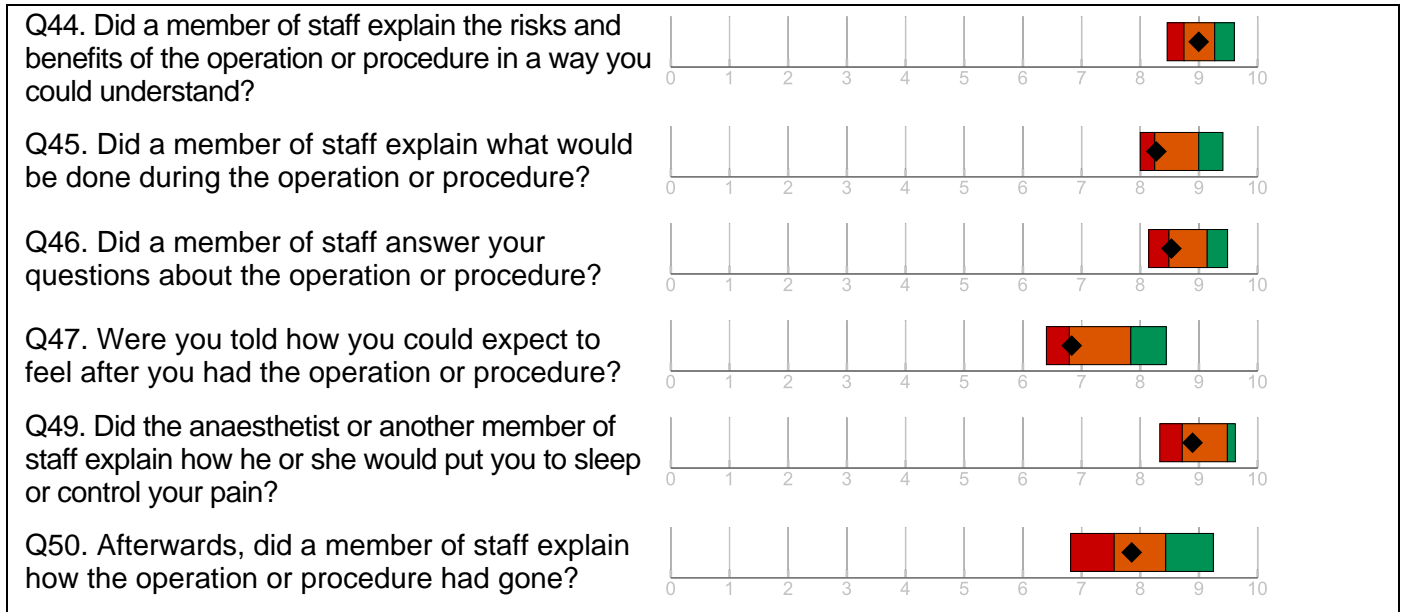 Q44. Did a member of staff explain the risks and
benefits of the operation or procedure in a way you
could understand?
0 1 2 3 4 5 6 7 8 9 10
Q45. Did a member of staff explain what would
be done during the operation or procedure?
0 1 2 3 4 5 6 7 8 9 10
Q46. Did a member of staff answer your
questions about the operation or procedure?
0 1 2 3 4 5 6 7 8 9 10
Q47. Were you told how you could expect to
feel after you had the operation or procedure?
0 1 2 3 4 5 6 7 8 9 10
Q49. Did the anaesthetist or another member of
staff explain how he or she would put you to sleep
or control your pain?
0 1 2 3 4 5 6 7 8 9 10
Q50. Afterwards, did a member of staff explain
how the operation or procedure had gone?
0 1 2 3 4 5 6 7 8 9 10